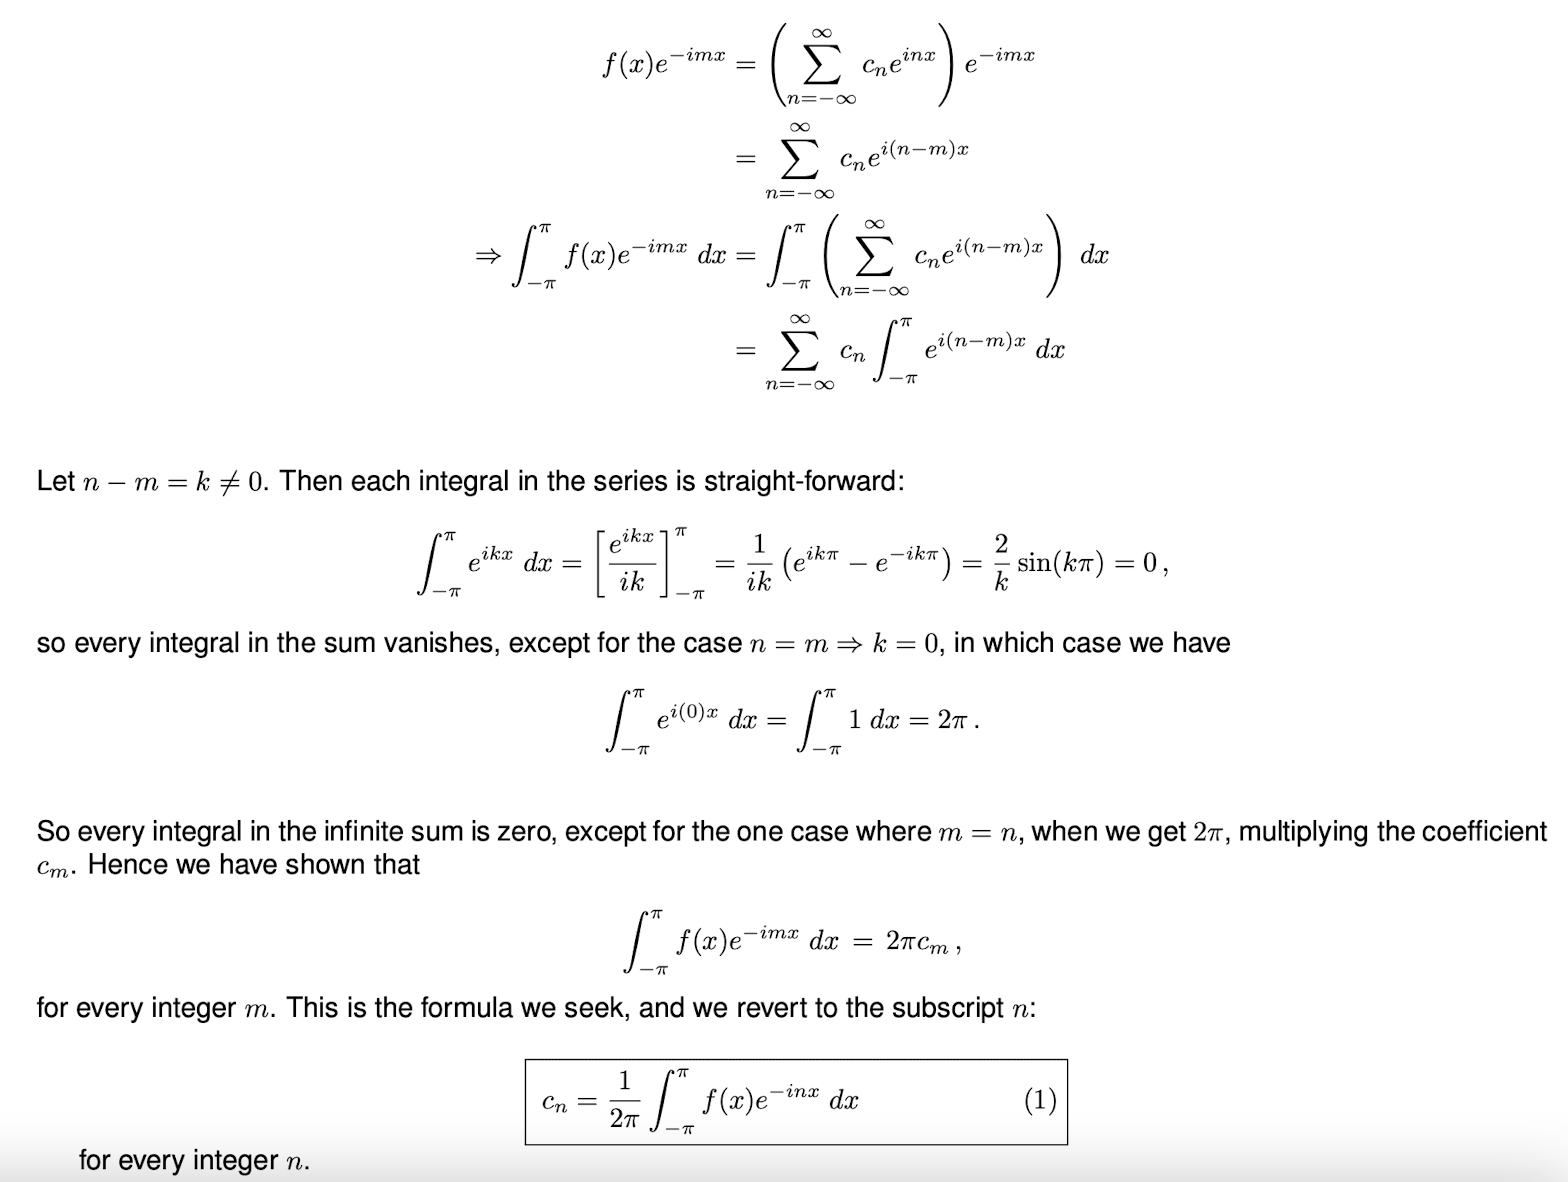 f(x)e^{-imx} = \left( \sum_{n=-\infty}^{\infty} c_n e^{inx} \right) e^{-imx}
= \sum_{n=-\infty}^{\infty} c_n e^{i(n-m)x}
\Rightarrow \int_{-\pi}^{\pi} f(x)e^{-imx} dx = \int_{-\pi}^{\pi} \left( \sum_{n=-\infty}^{\infty} c_n e^{i(n-m)x} \right) dx
= \sum_{n=-\infty}^{\infty} c_n \int_{-\pi}^{\pi} e^{i(n-m)x} dx
Let n − m = k ≠ 0. Then each integral in the series is straight-forward:
\int_{-\pi}^{\pi} e^{ikx} dx = \left[ \frac{e^{ikx}}{ik} \right]_{-\pi}^{\pi} = \frac{1}{ik} \left( e^{ik\pi} - e^{-ik\pi} \right) = \frac{2}{k} \sin(k\pi) = 0,
so every integral in the sum vanishes, except for the case n = m ⇒ k = 0, in which case we have
\int_{-\pi}^{\pi} e^{i(0)x} dx = \int_{-\pi}^{\pi} 1 dx = 2\pi.
So every integral in the infinite sum is zero, except for the one case where m = n, when we get 2π, multiplying the coefficient
c_m. Hence we have shown that
\int_{-\pi}^{\pi} f(x)e^{-imx} dx = 2\pi c_m,
for every integer m. This is the formula we seek, and we revert to the subscript n:
c_n = \frac{1}{2\pi} \int_{-\pi}^{\pi} f(x)e^{-inx} dx (1)
for every integer n.